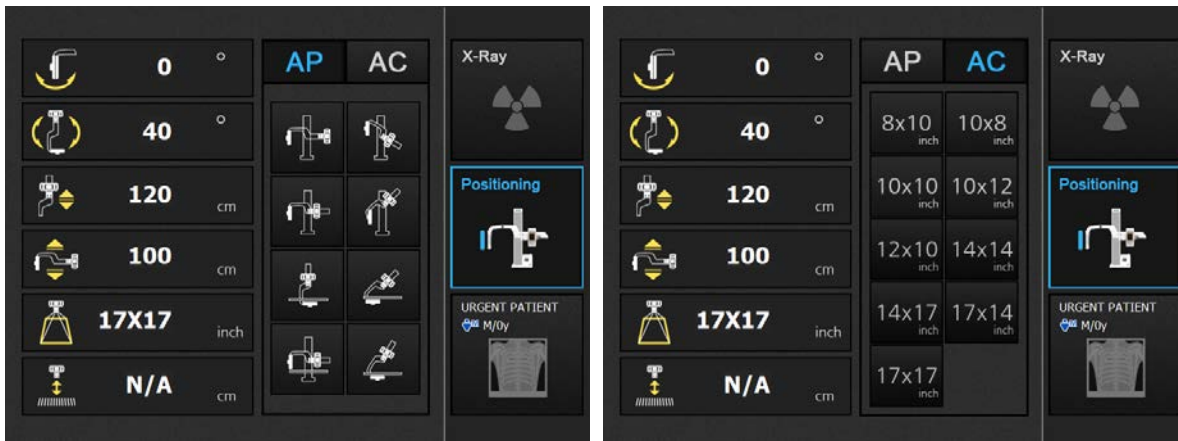 0 °
40 °
120 cm
100 cm
17X17 inch
N/A cm
AP AC
X-Ray
Positioning
URGENT PATIENT
M/0y
0 °
40 °
120 cm
100 cm
17X17 inch
N/A cm
AP AC
8x10 inch 10x8 inch
10x10 inch 10x12 inch
12x10 inch 14x14 inch
14x17 inch 17x14 inch
17x17 inch
X-Ray
Positioning
URGENT PATIENT
M/0y